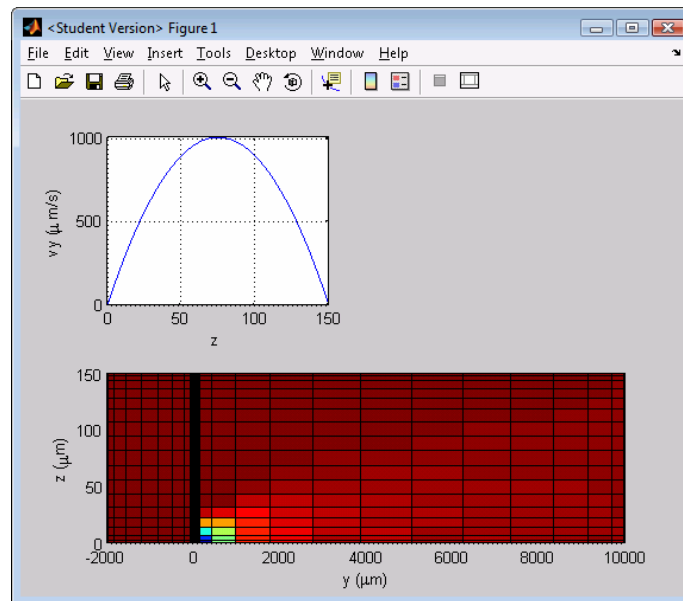 <Student Version> Figure 1
File Edit View Insert Tools Desktop Window Help
1000
500
0
vy (μ m/s)
0 50 100 150
z
150
100
50
0
z (μm)
-2000 0 2000 4000 6000 8000 10000
y (μm)